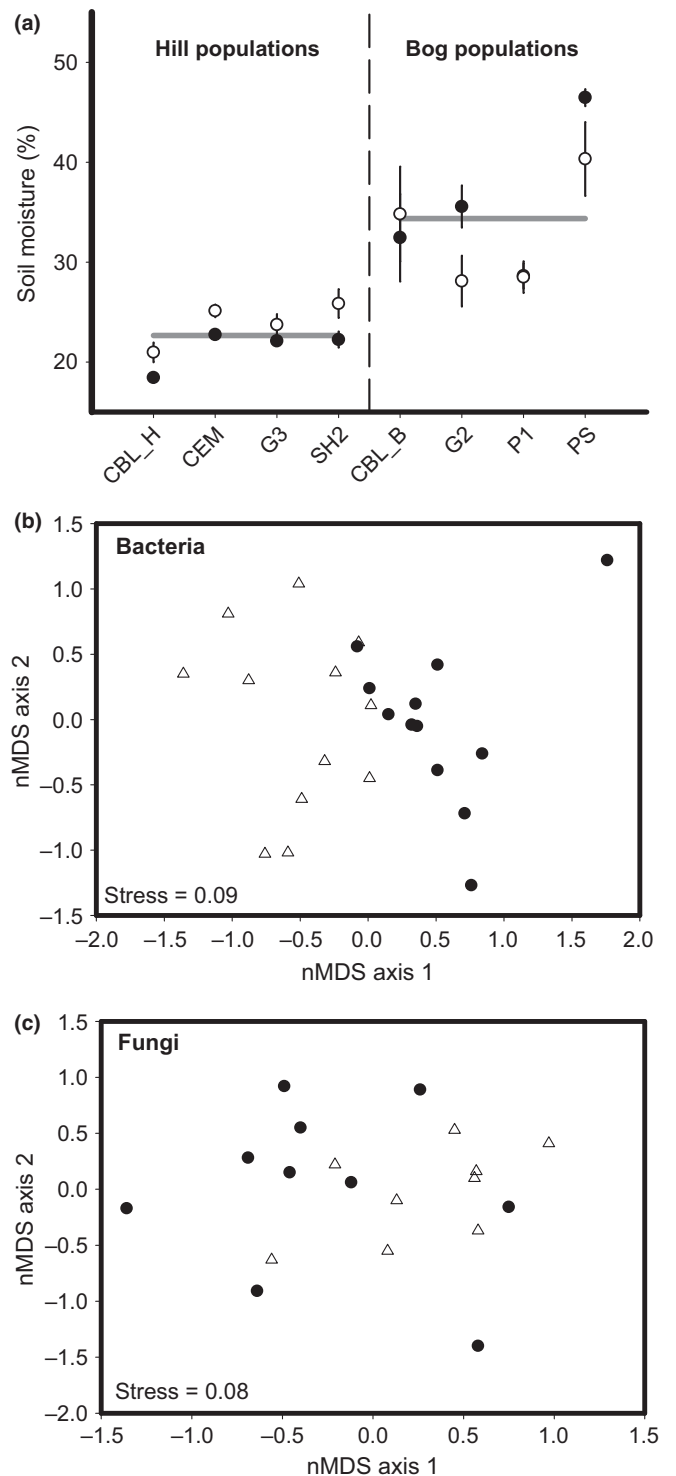 (a)
Hill populations
Bog populations
Soil moisture (%)
50
40
30
20
CBL_H
CEM
G3
SH2
CBL_B
G2
P1
PS
(b)
Bacteria
nMDS axis 2
1.5
1.0
0.5
0.0
−0.5
−1.0
−1.5
Stress = 0.09
−2.0 −1.5 −1.0 −0.5 0.0 0.5 1.0 1.5 2.0
nMDS axis 1
(c)
Fungi
nMDS axis 2
1.5
1.0
0.5
0.0
−0.5
−1.0
−1.5
−2.0
Stress = 0.08
−1.5 −1.0 −0.5 0.0 0.5 1.0 1.5
nMDS axis 1